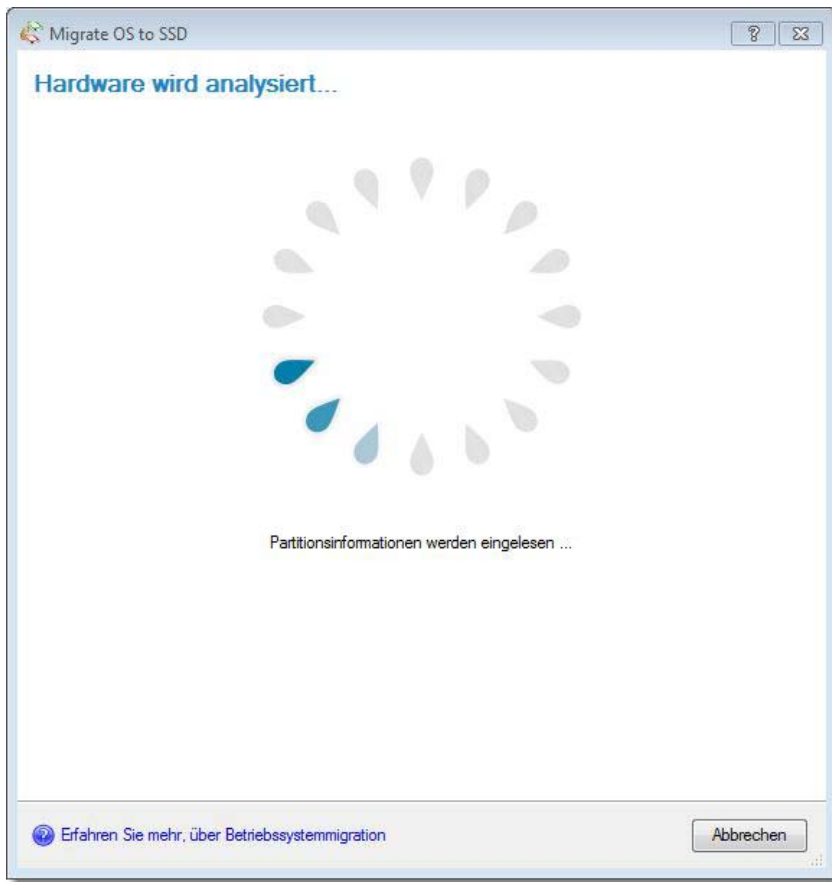 Migrate OS to SSD
Hardware wird analysiert...
Partitionsinformationen werden eingelesen ...
Erfahren Sie mehr, über Betriebssystemmigration
Abbrechen